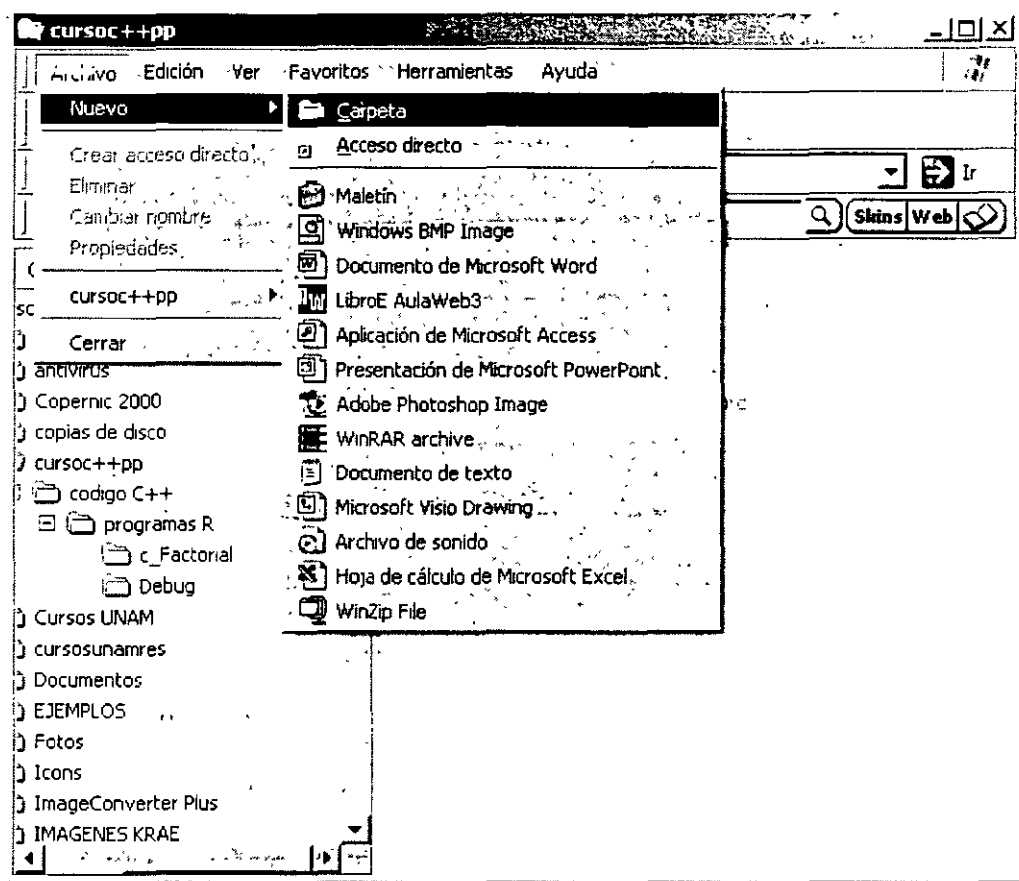 cursoc++pp
Archivo Edición Ver Favoritos Herramientas Ayuda
Nuevo
Crear acceso directo
Eliminar
Cambiar nombre
Propiedades
cursoc++pp
Cerrar
Carpeta
Acceso directo
Maletín
Windows BMP Image
Documento de Microsoft Word
LibroE AulaWeb3
Aplicación de Microsoft Access
Presentación de Microsoft PowerPoint
Adobe Photoshop Image
WinRAR archive
Documento de texto
Microsoft Visio Drawing
Archivo de sonido
Hoja de cálculo de Microsoft Excel
WinZip File
Ir
Skins Web
antivirus
Copernic 2000
copias de disco
cursoc++pp
codigo C++
programas R
c_Factorial
Debug
Cursos UNAM
cursosunamres
Documentos
EJEMPLOS
Fotos
Icons
ImageConverter Plus
IMAGENES KRAE